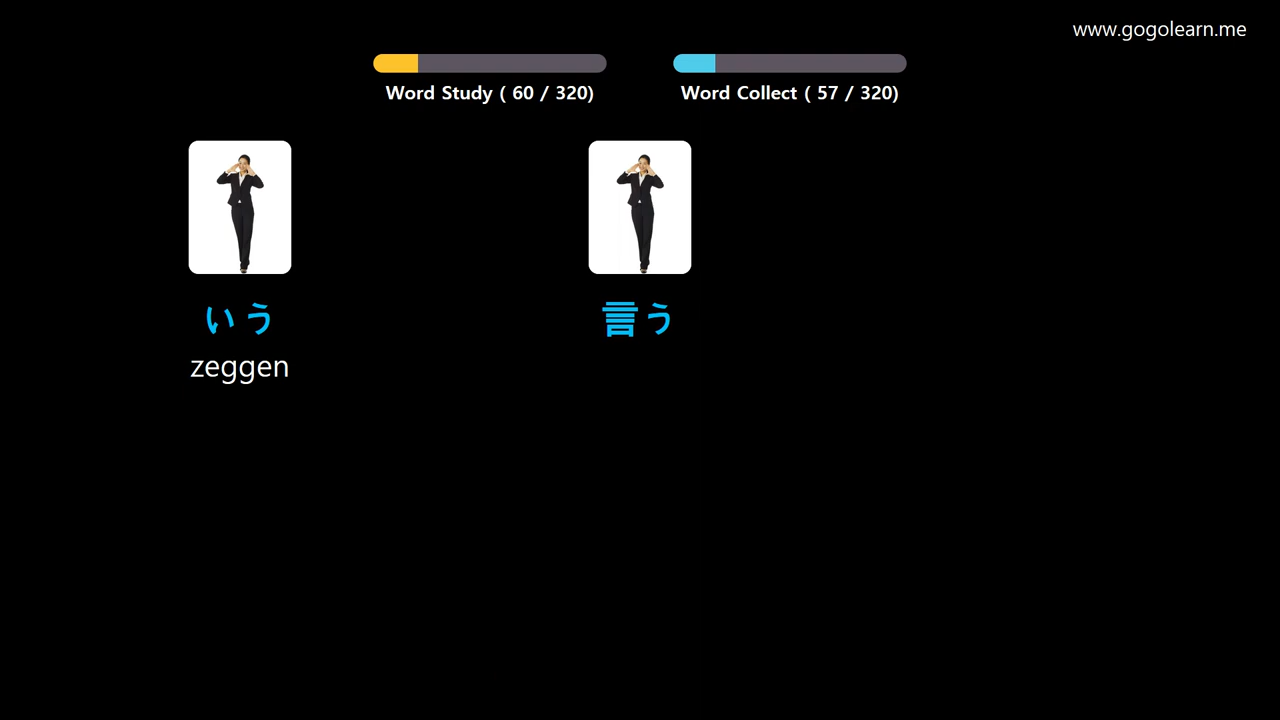 www.gogolearn.me
Word Study ( 60 / 320)
Word Collect ( 57 / 320)
いう
zeggen
言う